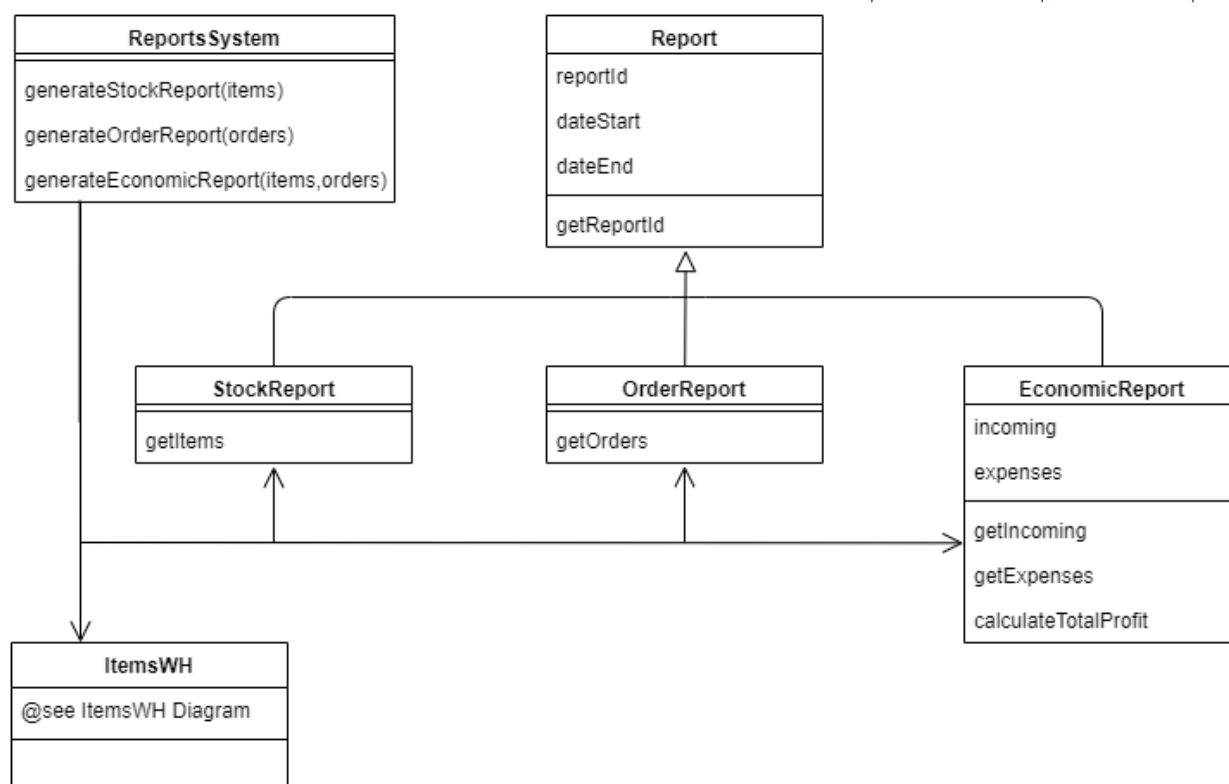 ReportsSystem
generateStockReport(items)
generateOrderReport(orders)
generateEconomicReport(items,orders)
Report
reportId
dateStart
dateEnd
getReportId
StockReport
getItems
OrderReport
getOrders
EconomicReport
incoming
expenses
getIncoming
getExpenses
calculateTotalProfit
ItemsWH
@see ItemsWH Diagram